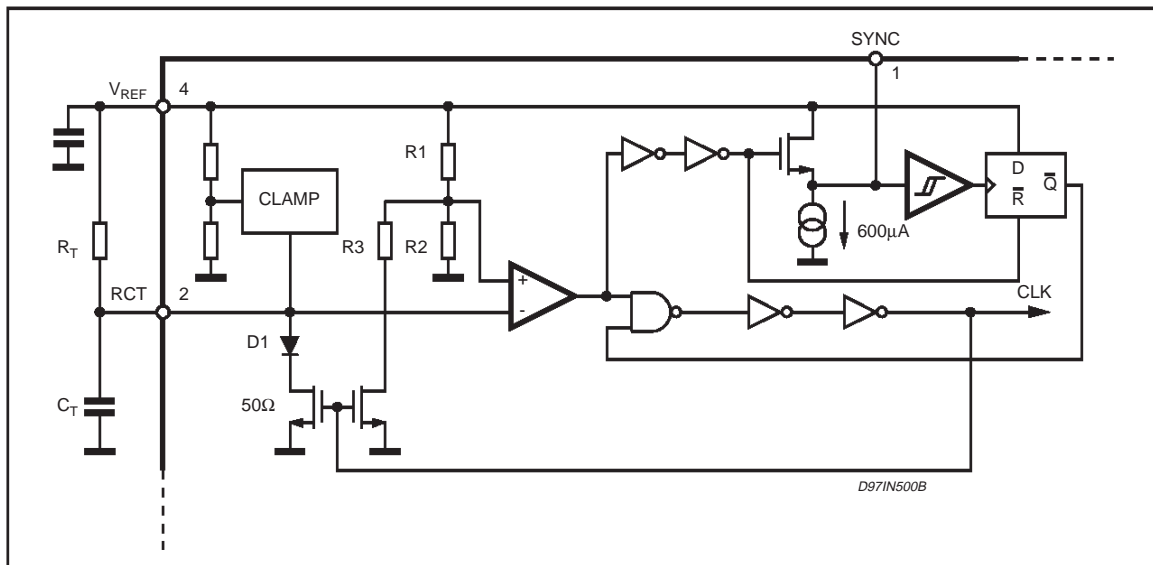 SYNC
1
VREF
4
R1
D
R̅
Q̅
CLAMP
RT
R3
R2
600µA
RCT
2
+
-
CLK
D1
50Ω
CT
D97IN500B